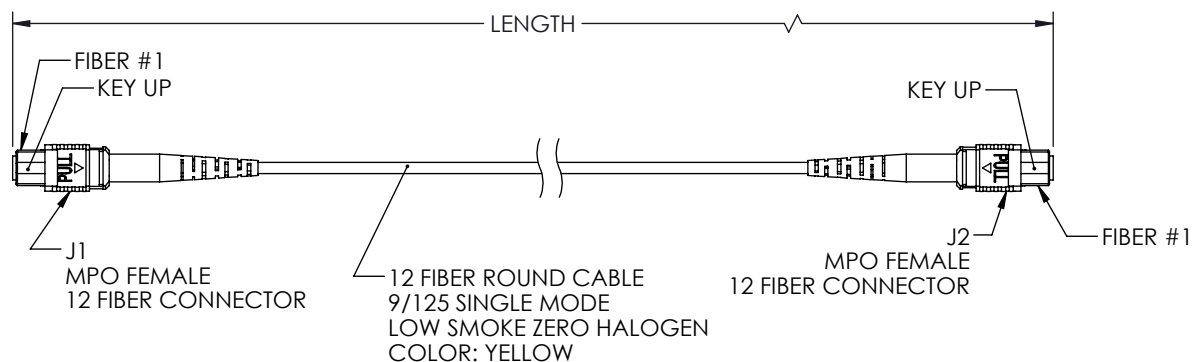 LENGTH
FIBER #1
KEY UP
KEY UP
PULL
PULL
J1
MPO FEMALE
12 FIBER CONNECTOR
12 FIBER ROUND CABLE
9/125 SINGLE MODE
LOW SMOKE ZERO HALOGEN
COLOR: YELLOW
J2
MPO FEMALE
12 FIBER CONNECTOR
FIBER #1